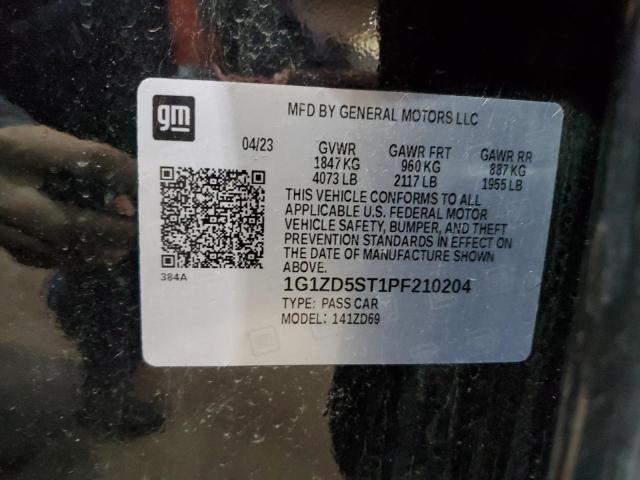 gm
MFD BY GENERAL MOTORS LLC
04/23 GVWR GAWR FRT GAWR RR
1847 KG 960 KG 887 KG
4073 LB 2117 LB 1955 LB
THIS VEHICLE CONFORMS TO ALL
APPLICABLE U.S. FEDERAL MOTOR
VEHICLE SAFETY, BUMPER, AND THEFT
PREVENTION STANDARDS IN EFFECT ON
THE DATE OF MANUFACTURE SHOWN
ABOVE.
384A
1G1ZD5ST1PF210204
TYPE: PASS CAR
MODEL: 141ZD69